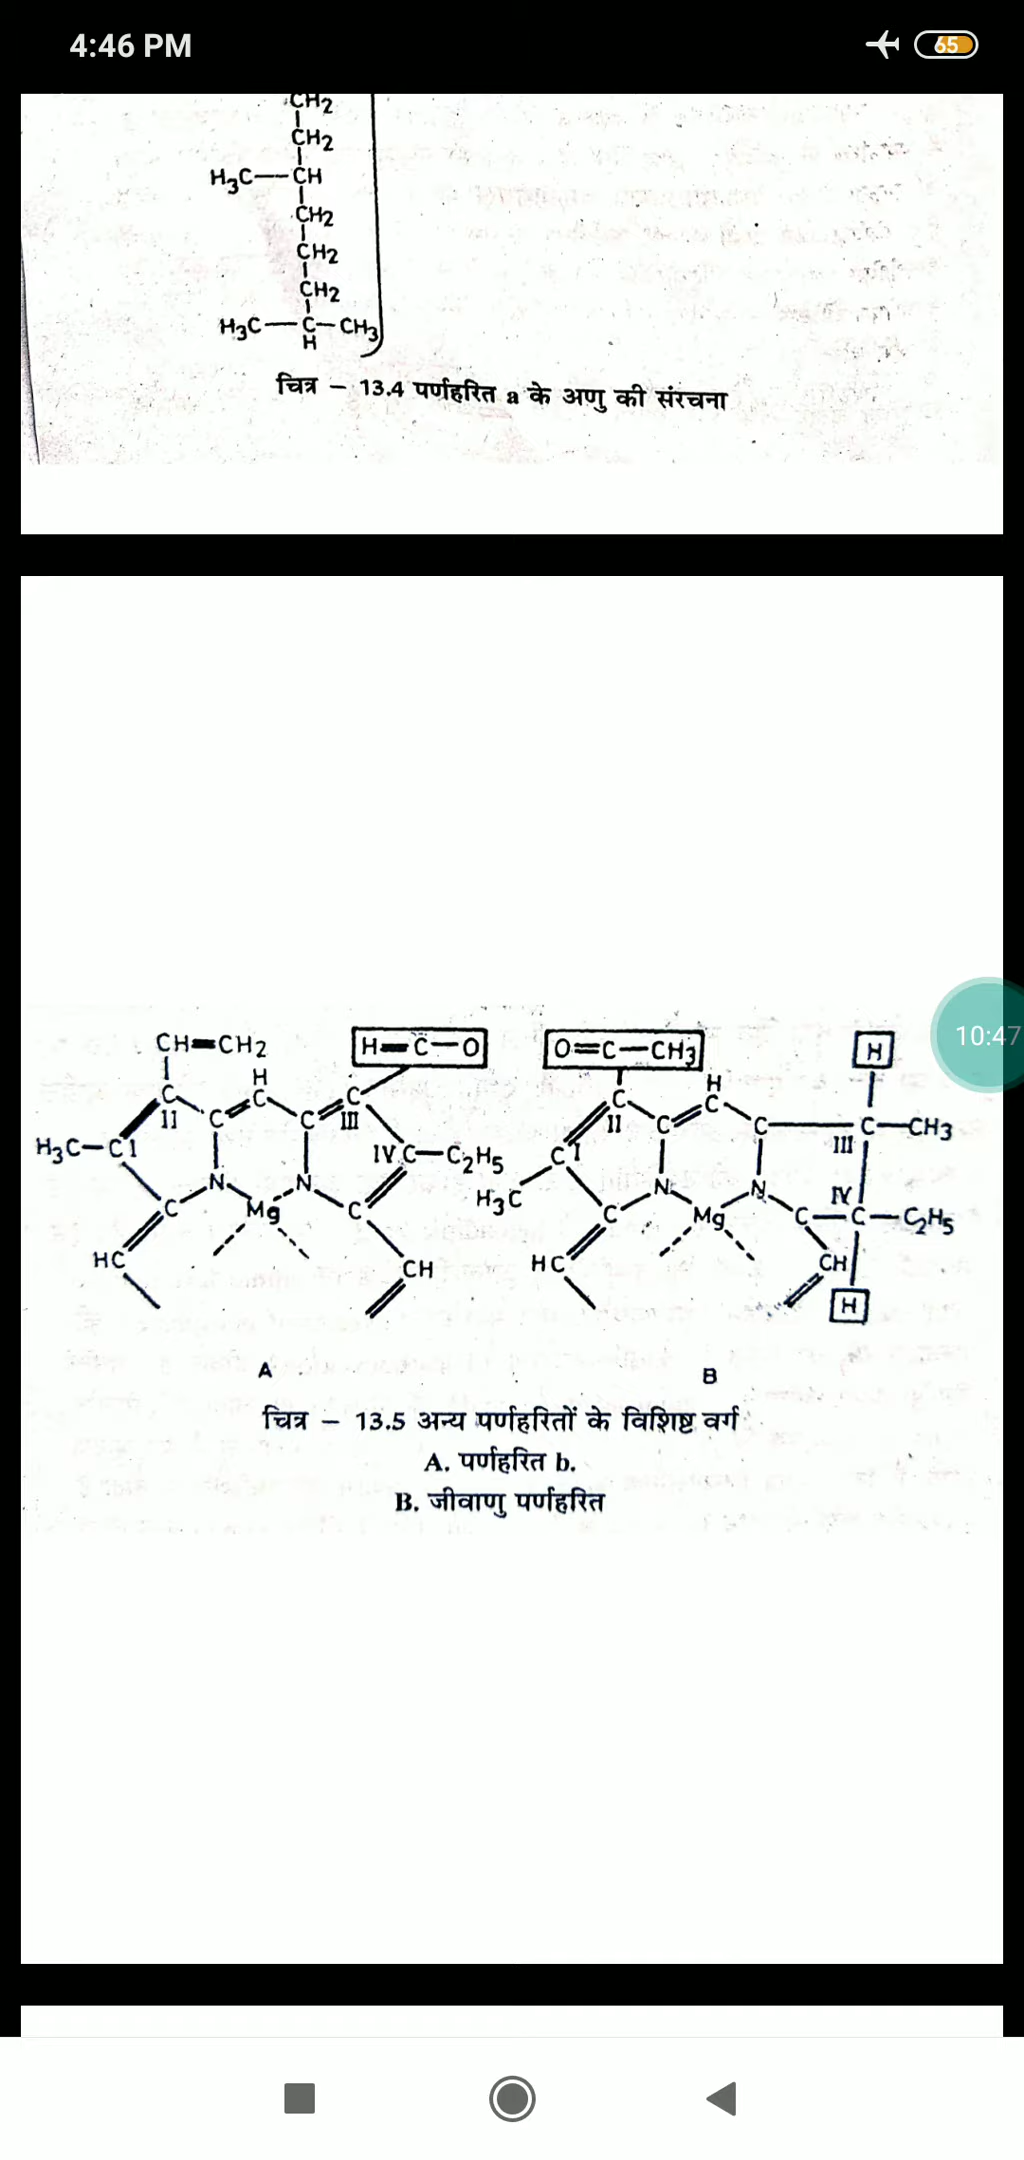 4:46 PM
65
CH2
CH2
H3C—CH
CH2
CH2
CH2
H3C—C—CH3
H
चित्र – 13.4 पर्णहरित a के अणु की संरचना
10:47
CH=CH2
H=C—O
O=C—CH3
H
H
H
C
II
C
C
C
C
III
C
II
C
C
C
III
C—CH3
H3C—C
I
IV
C—C2H5
C
I
H3C
N
N
Mg
C
C
N
N
Mg
C
C
IV
C—C2H5
HC
CH
HC
CH
H
A
B
चित्र – 13.5 अन्य पर्णहरितों के विशिष्ट वर्ग
A. पर्णहरित b.
B. जीवाणु पर्णहरित